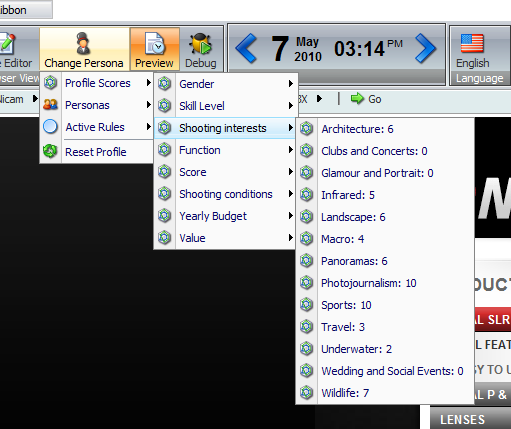 ibbon
e Editor
Change Persona
Preview
Debug
7
May
2010
03:14 PM
English
wser View
Language
Nicam
Profile Scores
Personas
Active Rules
Reset Profile
Gender
Skill Level
Shooting interests
Function
Score
Shooting conditions
Yearly Budget
Value
3X
Go
Architecture: 6
Clubs and Concerts: 0
Glamour and Portrait: 0
Infrared: 5
Landscape: 6
Macro: 4
Panoramas: 6
Photojournalism: 10
Sports: 10
Travel: 3
Underwater: 2
Wedding and Social Events: 0
Wildlife: 7
DUCT
AL SLR
L FEAT
SY TO U
AL P &
LENSES